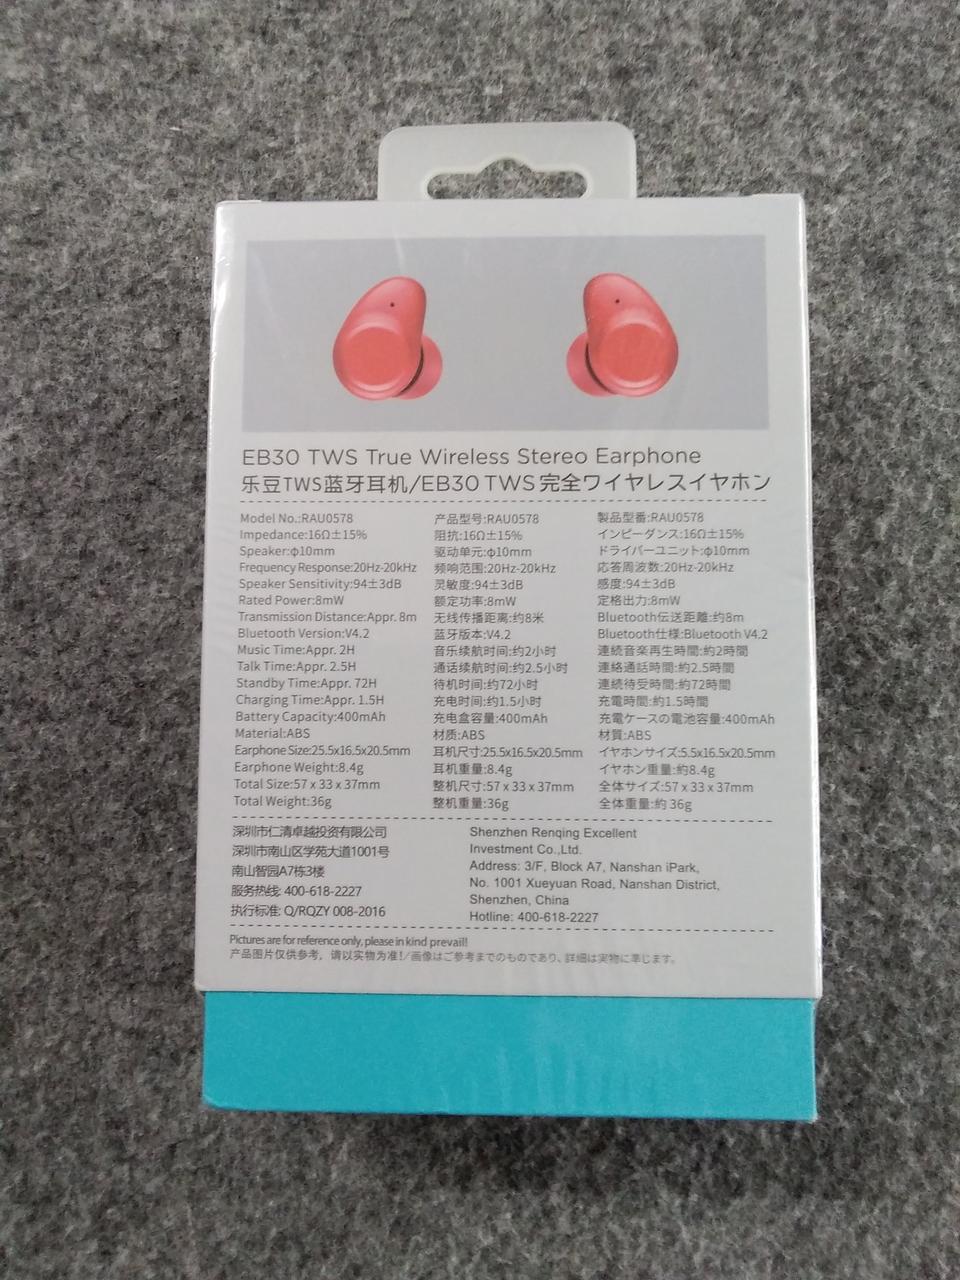 EB30 TWS True Wireless Stereo Earphone
乐豆TWS蓝牙耳机/EB30 TWS 完全ワイヤレスイヤホン
Model No.:RAU0578
Impedance:16Ω±15%
Speaker:φ10mm
Frequency Response:20Hz-20kHz
Speaker Sensitivity:94±3dB
Rated Power:8mW
Transmission Distance:Appr. 8m
Bluetooth Version:V4.2
Music Time:Appr. 2H
Talk Time:Appr. 2.5H
Standby Time:Appr. 72H
Charging Time:Appr. 1.5H
Battery Capacity:400mAh
Material:ABS
Earphone Size:25.5x16.5x20.5mm
Earphone Weight:8.4g
Total Size:57 x 33 x 37mm
Total Weight:36g
产品型号:RAU0578
阻抗:16Ω±15%
驱动单元:φ10mm
频响范围:20Hz-20kHz
灵敏度:94±3dB
额定功率:8mW
无线传播距离:约8米
蓝牙版本:V4.2
音乐续航时间:约2小时
通话续航时间:约2.5小时
待机时间:约72小时
充电时间:约1.5小时
充电盒容量:400mAh
材质:ABS
耳机尺寸:25.5x16.5x20.5mm
耳机重量:8.4g
整机尺寸:57 x 33 x 37mm
整机重量:36g
製品型番:RAU0578
インピーダンス:16Ω±15%
ドライバーユニット:φ10mm
応答周波数:20Hz-20kHz
感度:94±3dB
定格出力:8mW
Bluetooth伝送距離:約8m
Bluetooth仕様:Bluetooth V4.2
連続音楽再生時間:約2時間
連絡通話時間:約2.5時間
連続待受時間:約72時間
充電時間:約1.5時間
充電ケースの電池容量:400mAh
材質:ABS
イヤホンサイズ:5.5x16.5x20.5mm
イヤホン重量:約8.4g
全体サイズ:57 x 33 x 37mm
全体重量:約 36g
深圳市仁清卓越投资有限公司
深圳市南山区学苑大道1001号
南山智园A7栋3楼
服务热线: 400-618-2227
执行标准: Q/RQZY 008-2016
Shenzhen Renqing Excellent
Investment Co.,Ltd.
Address: 3/F, Block A7, Nanshan iPark,
No. 1001 Xueyuan Road, Nanshan District,
Shenzhen, China
Hotline: 400-618-2227
Pictures are for reference only, please in kind prevail!
产品图片仅供参考，请以实物为准!／画像はご参考までのものであり、詳細は実物に準じます。